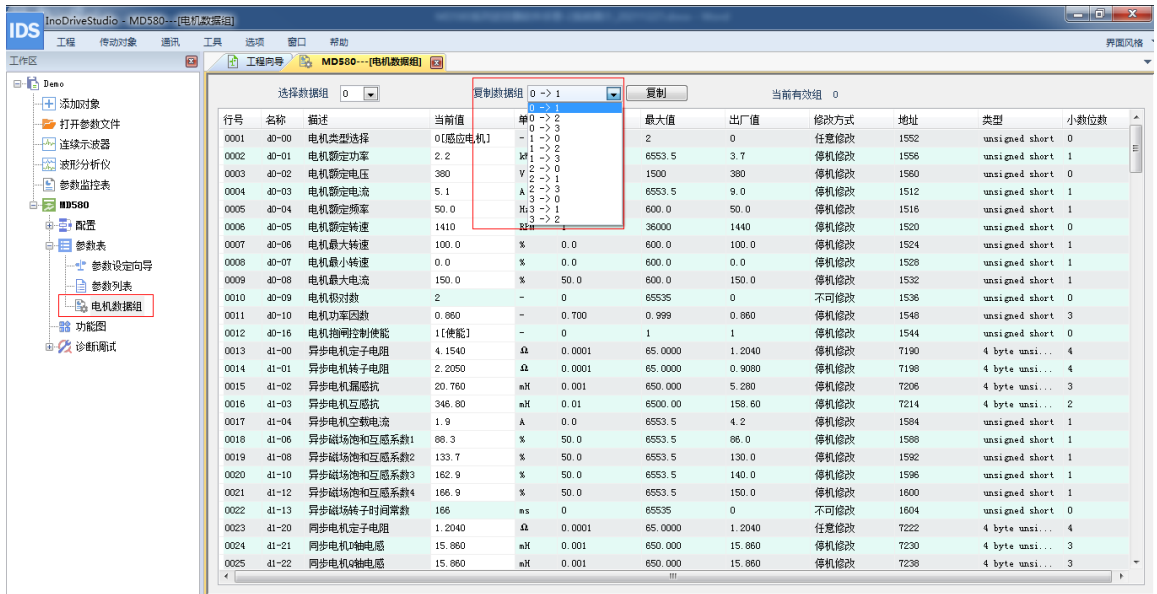 IDS InoDriveStudio - MD580---[电机数据组]
工程 传动对象 通讯 工具 选项 窗口 帮助 界面风格
工作区 工程向导 MD580---[电机数据组]
Demo
添加对象
打开参数文件
连续示波器
波形分析仪
参数监控表
MD580
配置
参数表
参数设定向导
参数列表
电机数据组
功能图
诊断调试
选择数据组 0 复制数据组 0 -> 1 复制 当前有效组 0
0 -> 1
0 -> 2
0 -> 3
1 -> 0
1 -> 2
1 -> 3
2 -> 0
2 -> 1
2 -> 3
3 -> 0
3 -> 1
3 -> 2
行号 名称 描述 当前值 单 最大值 出厂值 修改方式 地址 类型 小数位数
0001 d0-00 电机类型选择 0[感应电机] - 2 0 任意修改 1552 unsigned short 0
0002 d0-01 电机额定功率 2.2 6553.5 3.7 停机修改 1556 unsigned short 1
0003 d0-02 电机额定电压 380 V 1500 380 停机修改 1560 unsigned short 0
0004 d0-03 电机额定电流 5.1 A 6553.5 9.0 停机修改 1512 unsigned short 1
0005 d0-04 电机额定频率 50.0 600.0 50.0 停机修改 1516 unsigned short 1
0006 d0-05 电机额定转速 1410 RPM 1 36000 1440 停机修改 1520 unsigned short 0
0007 d0-06 电机最大转速 100.0 % 0.0 600.0 100.0 停机修改 1524 unsigned short 1
0008 d0-07 电机最小转速 0.0 % 0.0 600.0 0.0 停机修改 1528 unsigned short 1
0009 d0-08 电机最大电流 150.0 % 50.0 600.0 150.0 停机修改 1532 unsigned short 1
0010 d0-09 电机极对数 2 - 0 65535 0 不可修改 1536 unsigned short 0
0011 d0-10 电机功率因数 0.860 - 0.700 0.999 0.860 停机修改 1548 unsigned short 3
0012 d0-16 电机抱闸控制使能 1[使能] - 0 1 1 停机修改 1544 unsigned short 0
0013 d1-00 异步电机定子电阻 4.1540 Ω 0.0001 65.0000 1.2040 停机修改 7190 4 byte unsi... 4
0014 d1-01 异步电机转子电阻 2.2050 Ω 0.0001 65.0000 0.9080 停机修改 7198 4 byte unsi... 4
0015 d1-02 异步电机漏感抗 20.760 mH 0.001 650.000 5.280 停机修改 7206 4 byte unsi... 3
0016 d1-03 异步电机互感抗 346.80 mH 0.01 6500.00 158.60 停机修改 7214 4 byte unsi... 2
0017 d1-04 异步电机空载电流 1.9 A 0.0 6553.5 4.2 停机修改 1584 unsigned short 1
0018 d1-06 异步磁场饱和互感系数1 88.3 % 50.0 6553.5 86.0 停机修改 1588 unsigned short 1
0019 d1-08 异步磁场饱和互感系数2 133.7 % 50.0 6553.5 130.0 停机修改 1592 unsigned short 1
0020 d1-10 异步磁场饱和互感系数3 162.9 % 50.0 6553.5 140.0 停机修改 1596 unsigned short 1
0021 d1-12 异步磁场饱和互感系数4 166.9 % 50.0 6553.5 150.0 停机修改 1600 unsigned short 1
0022 d1-13 异步磁场转子时间常数 166 ms 0 65535 0 不可修改 1604 unsigned short 0
0023 d1-20 同步电机定子电阻 1.2040 Ω 0.0001 65.0000 1.2040 任意修改 7222 4 byte unsi... 4
0024 d1-21 同步电机D轴电感 15.860 mH 0.001 650.000 15.860 停机修改 7230 4 byte unsi... 3
0025 d1-22 同步电机Q轴电感 15.860 mH 0.001 650.000 15.860 停机修改 7238 4 byte unsi... 3